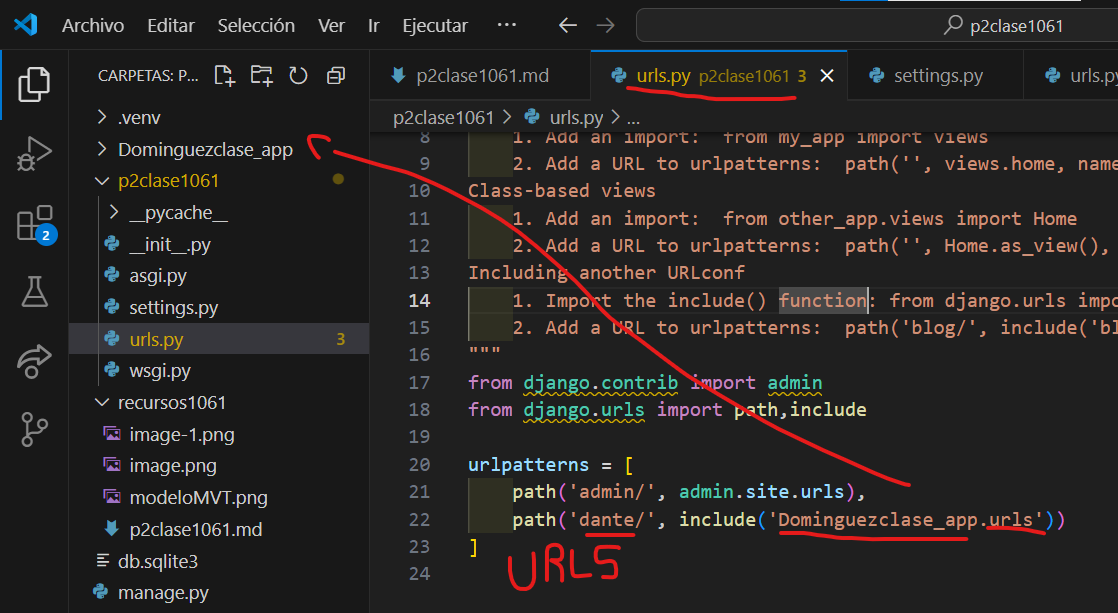 Archivo Editar Selección Ver Ir Ejecutar ··· p2clase1061
CARPETAS: P...
.venv
Dominguezclase_app
p2clase1061
__pycache__
__init__.py
asgi.py
settings.py
urls.py 3
wsgi.py
recursos1061
image-1.png
image.png
modeloMVT.png
p2clase1061.md
db.sqlite3
manage.py
2
p2clase1061.md urls.py p2clase1061 3 settings.py urls.py
p2clase1061 > urls.py > ...
8 1. Add an import:  from my_app import views
9 2. Add a URL to urlpatterns:  path('', views.home, name
10 Class-based views
11 1. Add an import:  from other_app.views import Home
12 2. Add a URL to urlpatterns:  path('', Home.as_view(),
13 Including another URLconf
14 1. Import the include() function: from django.urls impo
15 2. Add a URL to urlpatterns:  path('blog/', include('bl
16 """
17 from django.contrib import admin
18 from django.urls import path,include
19
20 urlpatterns = [
21 path('admin/', admin.site.urls),
22 path('dante/', include('Dominguezclase_app.urls'))
23 ]
24
URLS